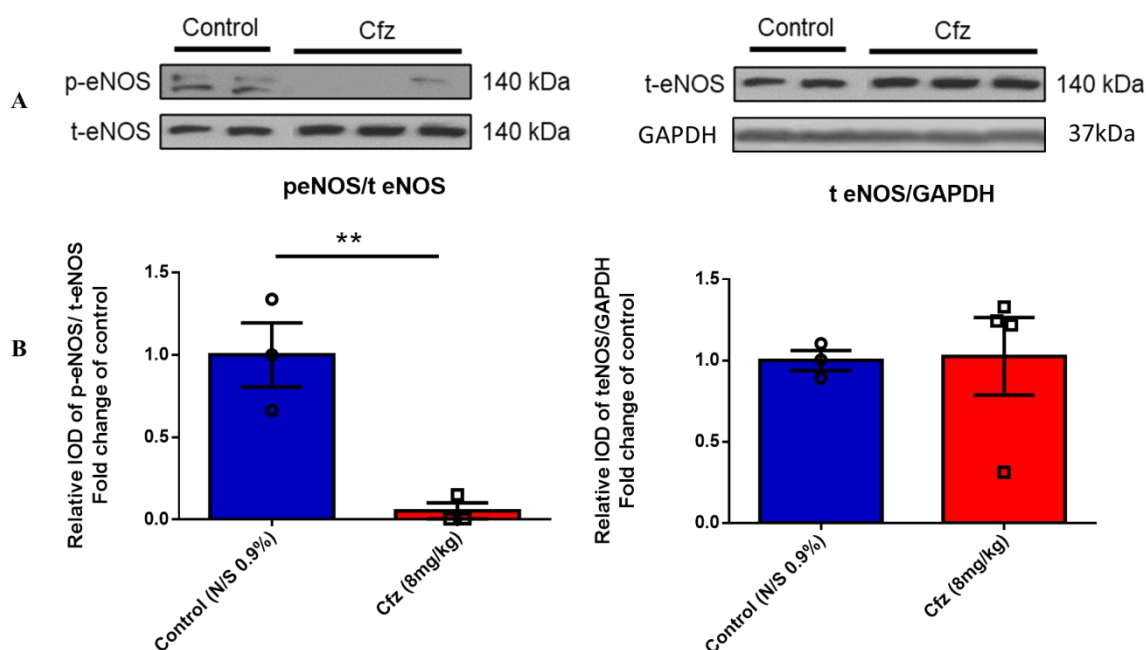 Control Cfz
p-eNOS 140 kDa
t-eNOS 140 kDa
Control Cfz
t-eNOS 140 kDa
GAPDH 37kDa
A
peNOS/t eNOS
t eNOS/GAPDH
B
**
Relative IOD of p-eNOS/ t-eNOS
Fold change of control
1.5
1.0
0.5
0.0
Control (N/S 0.9%)
Cfz (8mg/kg)
Relative IOD of teNOS/GAPDH
Fold change of control
1.5
1.0
0.5
0.0
Control (N/S 0.9%)
Cfz (8mg/kg)